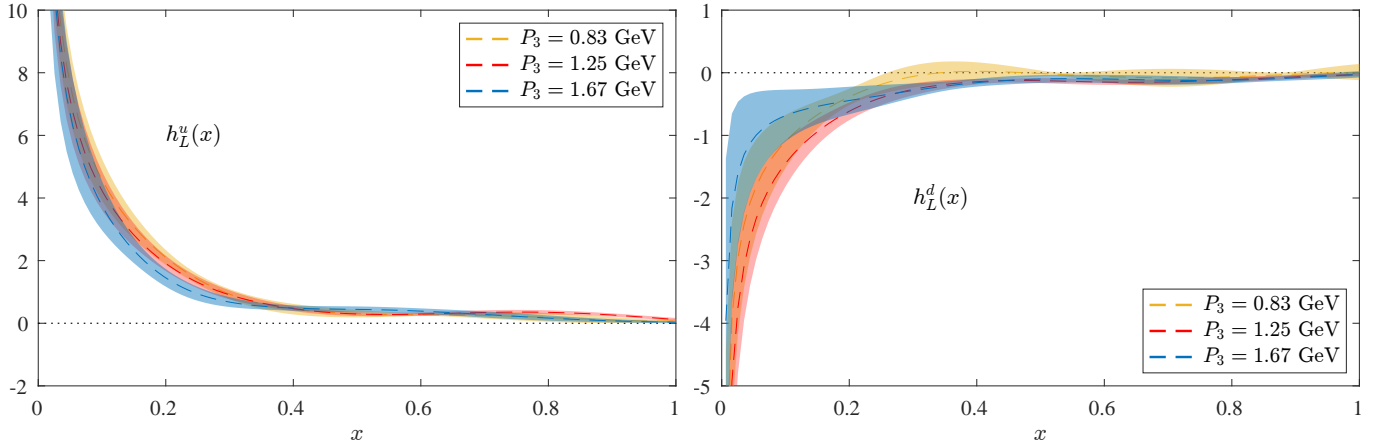 10
8
6
4
2
0
-2
0
0.2
0.4
0.6
0.8
1
x
h_L^u(x)
P_3 = 0.83 GeV
P_3 = 1.25 GeV
P_3 = 1.67 GeV
1
0
-1
-2
-3
-4
-5
0
0.2
0.4
0.6
0.8
1
x
h_L^d(x)
P_3 = 0.83 GeV
P_3 = 1.25 GeV
P_3 = 1.67 GeV